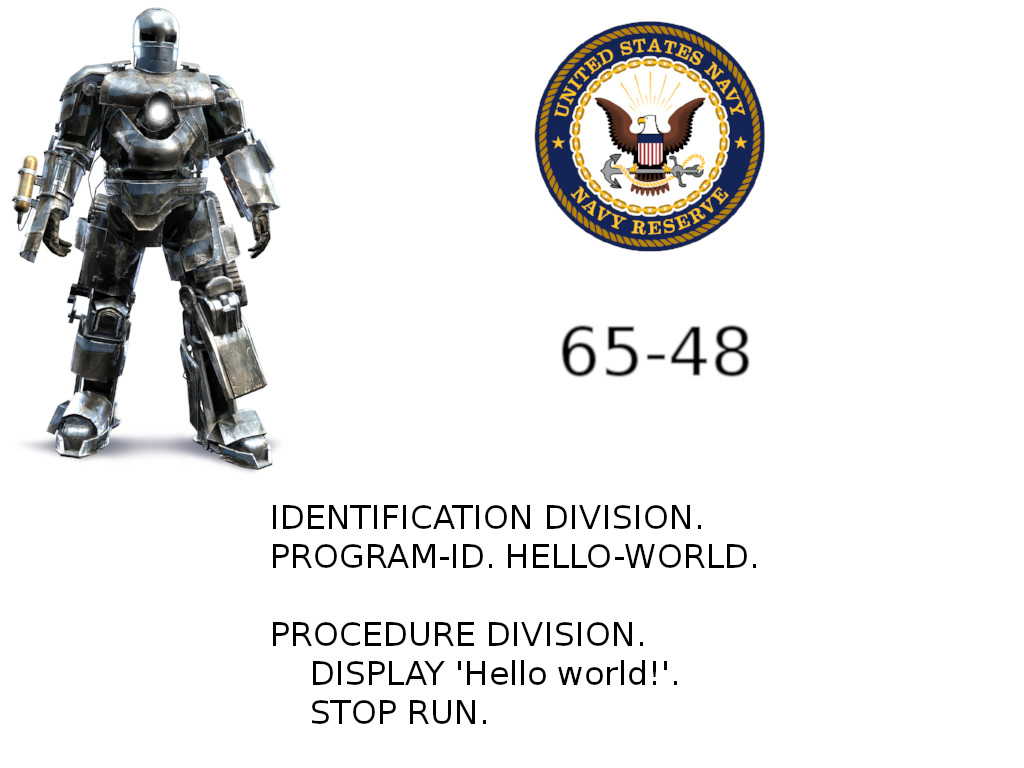 UNITED STATES NAVY
NAVY RESERVE
65-48
IDENTIFICATION DIVISION.
PROGRAM-ID. HELLO-WORLD.
PROCEDURE DIVISION.
DISPLAY 'Hello world!'.
STOP RUN.